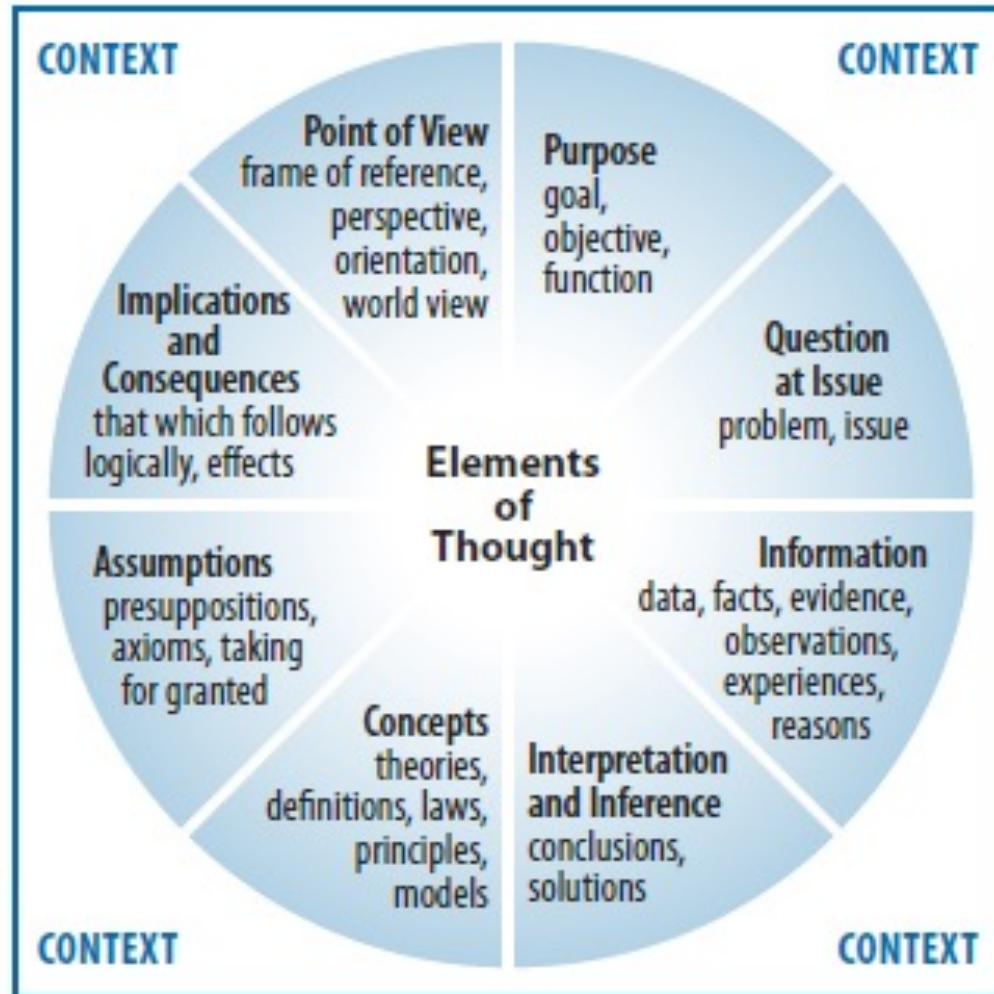 CONTEXT
CONTEXT
Point of View
frame of reference,
perspective,
orientation,
world view
Purpose
goal,
objective,
function
Question
at Issue
problem, issue
Information
data, facts, evidence,
observations,
experiences,
reasons
Interpretation
and Inference
conclusions,
solutions
Concepts
theories,
definitions, laws,
principles,
models
Assumptions
presuppositions,
axioms, taking
for granted
Implications
and
Consequences
that which follows
logically, effects
Elements
of
Thought
CONTEXT
CONTEXT